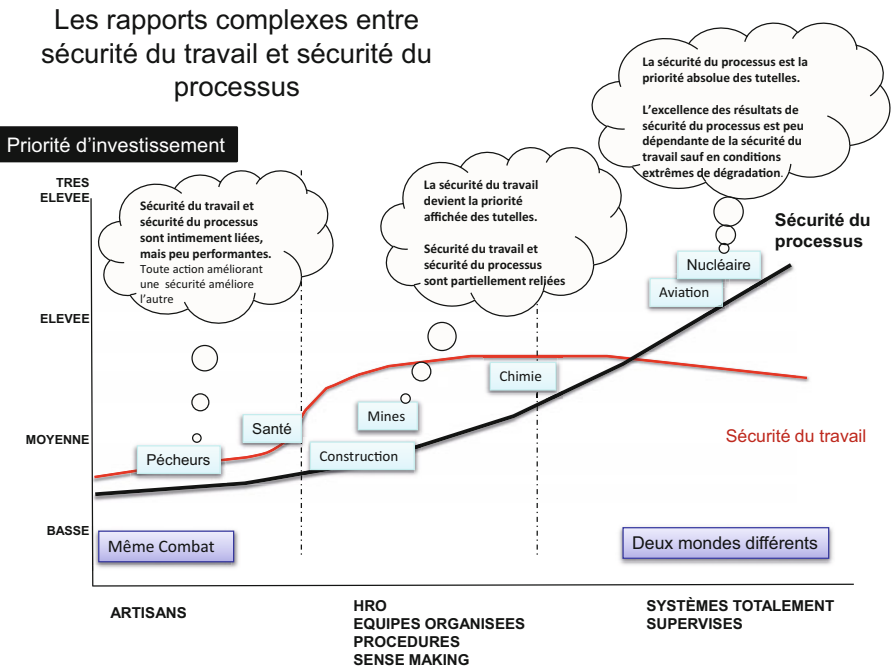 Les rapports complexes entre
sécurité du travail et sécurité du
processus
Priorité d'investissement
TRES
ELEVEE
ELEVEE
MOYENNE
BASSE
Sécurité du travail et
sécurité du processus
sont intimement liées,
mais peu performantes.
Toute action améliorant
une sécurité améliore
l'autre
La sécurité du travail
devient la priorité
affichée des tutelles.
Sécurité du travail et
sécurité du processus
sont partiellement reliées
La sécurité du processus est la
priorité absolue des tutelles.
L'excellence des résultats de
sécurité du processus est peu
dépendante de la sécurité du
travail sauf en conditions
extrêmes de dégradation.
Sécurité du
processus
Nucléaire
Aviation
Chimie
Mines
Santé
Construction
Pécheurs
Sécurité du travail
Même Combat
Deux mondes différents
ARTISANS
HRO
EQUIPES ORGANISEES
PROCEDURES
SENSE MAKING
SYSTÈMES TOTALEMENT
SUPERVISES